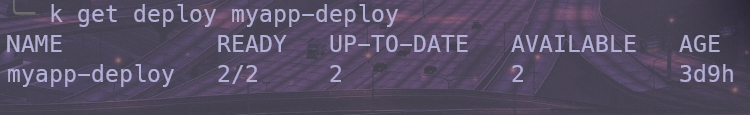 k get deploy myapp-deploy
NAME READY UP-TO-DATE AVAILABLE AGE
myapp-deploy 2/2 2 2 3d9h